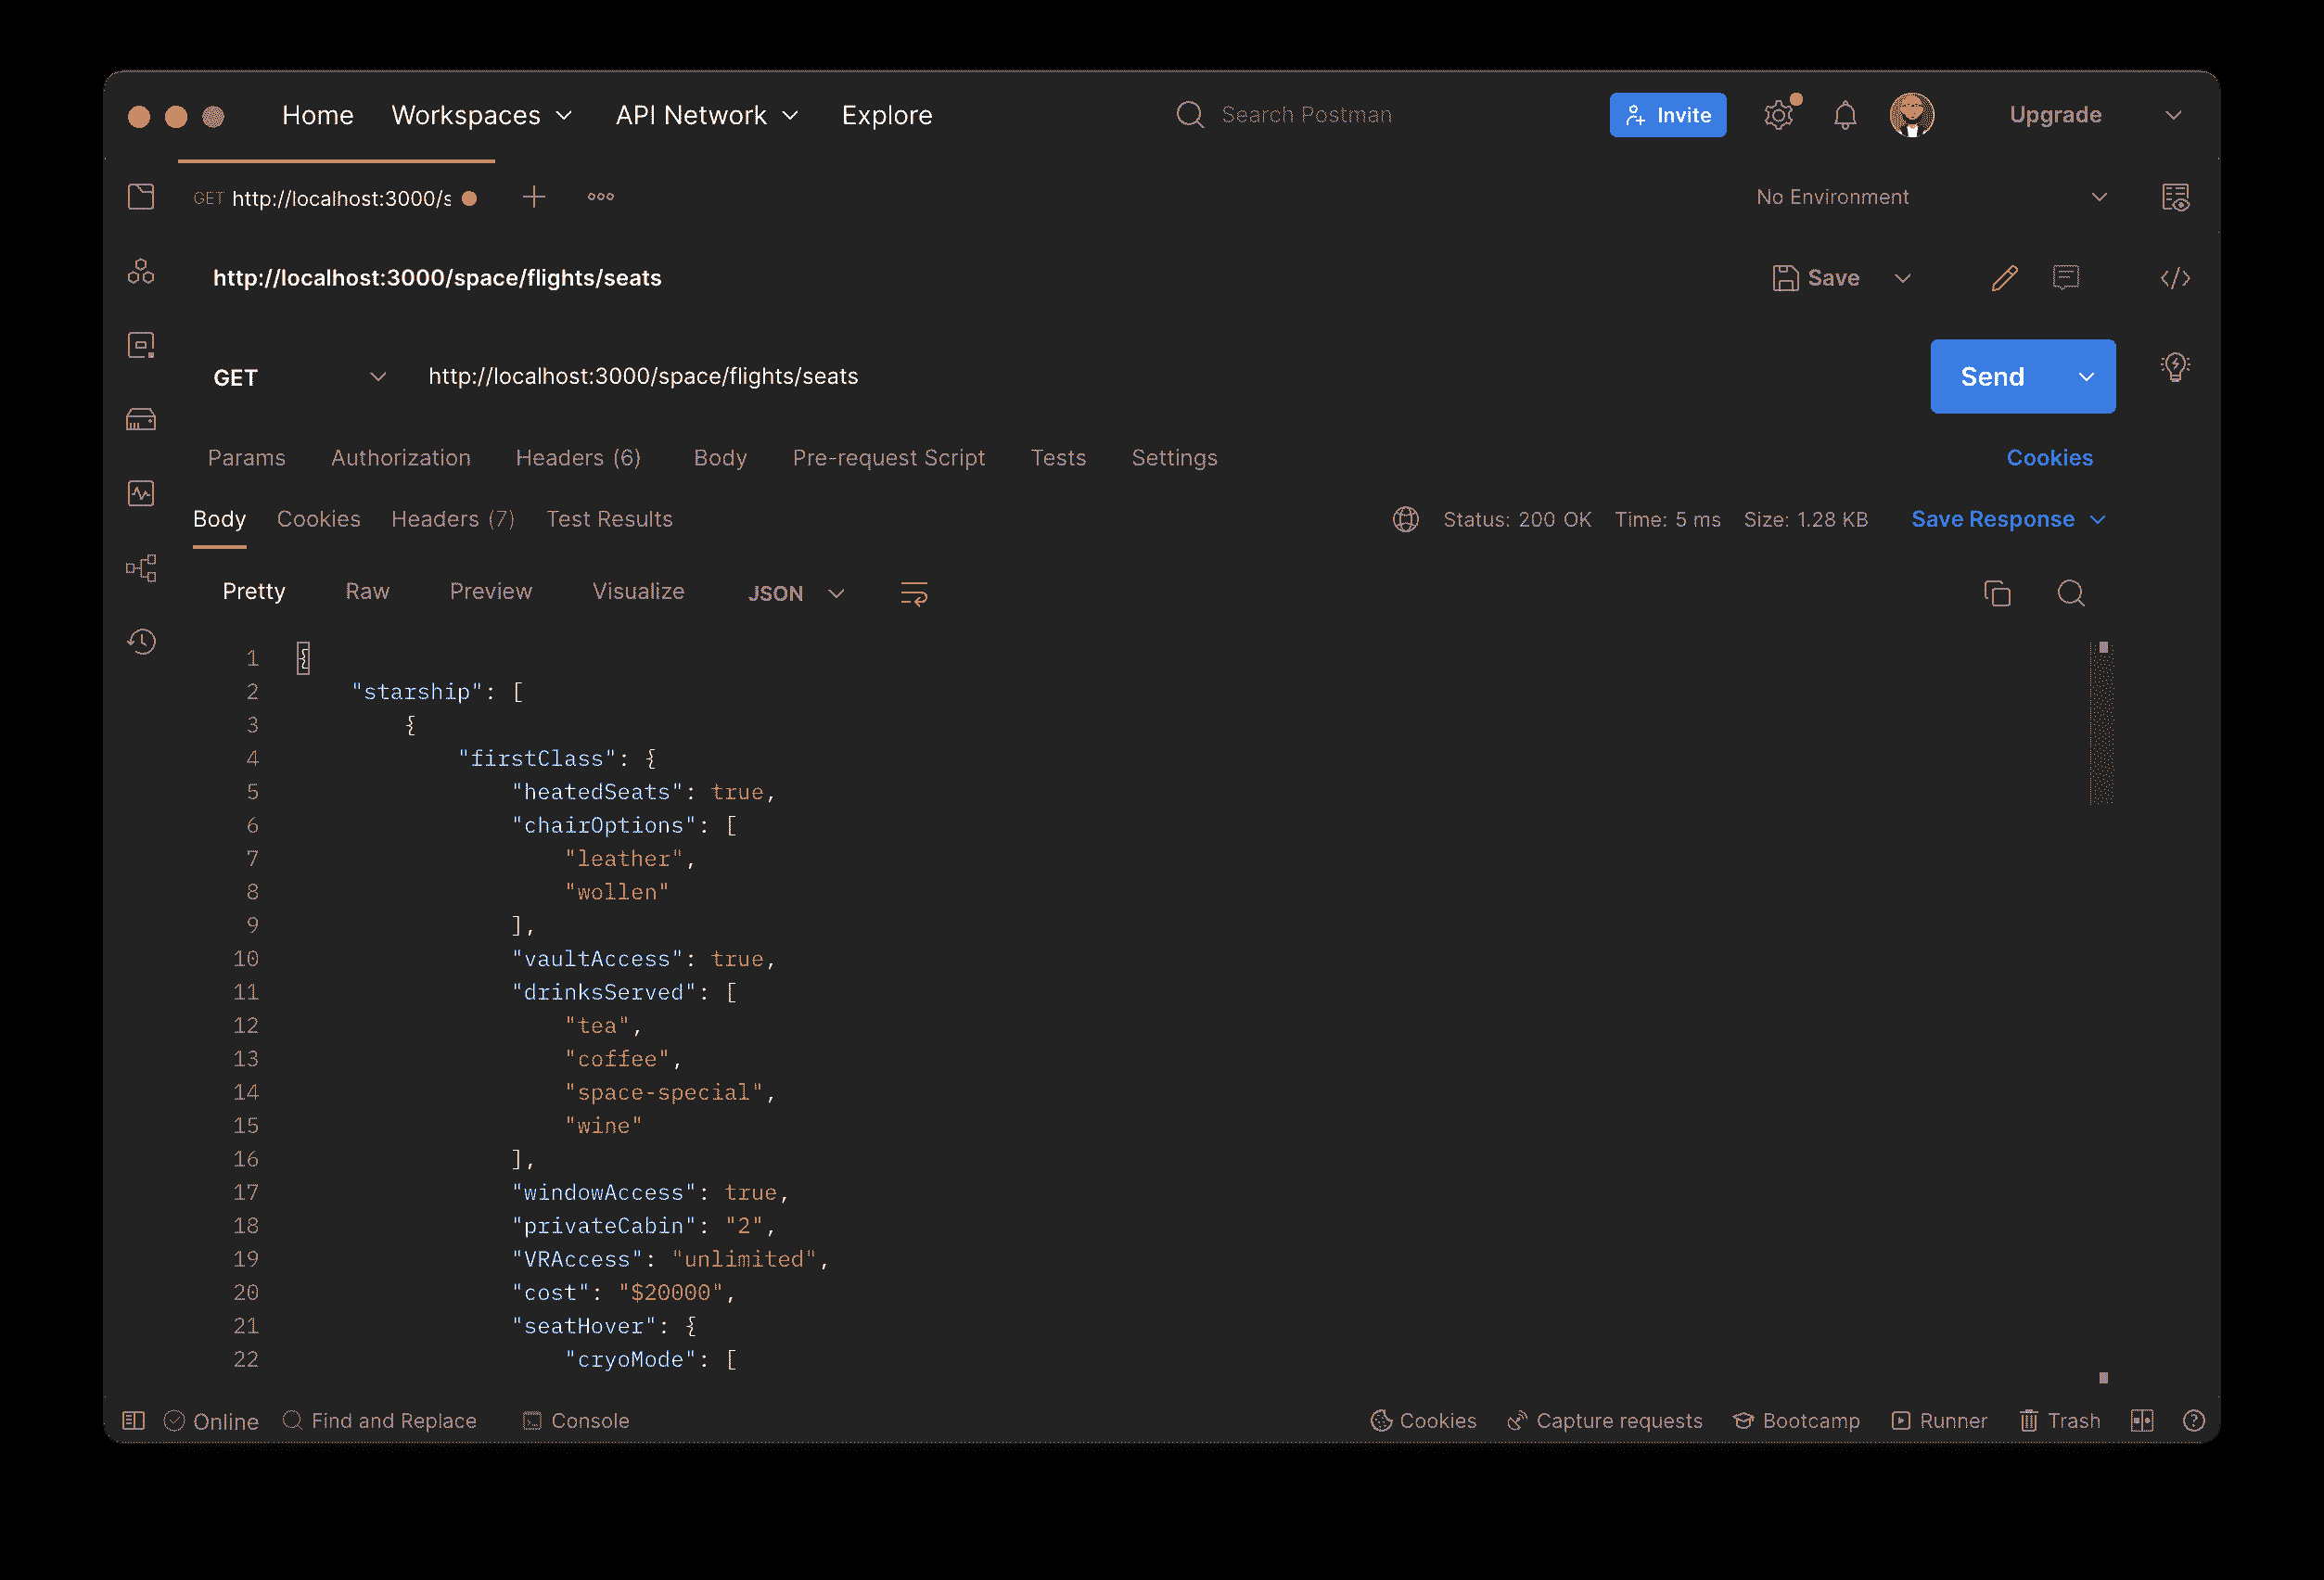 Home Workspaces API Network Explore Search Postman Invite Upgrade
GET http://localhost:3000/s No Environment
http://localhost:3000/space/flights/seats Save
GET http://localhost:3000/space/flights/seats Send
Params Authorization Headers (6) Body Pre-request Script Tests Settings Cookies
Body Cookies Headers (7) Test Results Status: 200 OK Time: 5 ms Size: 1.28 KB Save Response
Pretty Raw Preview Visualize JSON
1 {
2 "starship": [
3 {
4 "firstClass": {
5 "heatedSeats": true,
6 "chairOptions": [
7 "leather",
8 "wollen"
9 ],
10 "vaultAccess": true,
11 "drinksServed": [
12 "tea",
13 "coffee",
14 "space-special",
15 "wine"
16 ],
17 "windowAccess": true,
18 "privateCabin": "2",
19 "VRAccess": "unlimited",
20 "cost": "$20000",
21 "seatHover": {
22 "cryoMode": [
Online Find and Replace Console Cookies Capture requests Bootcamp Runner Trash